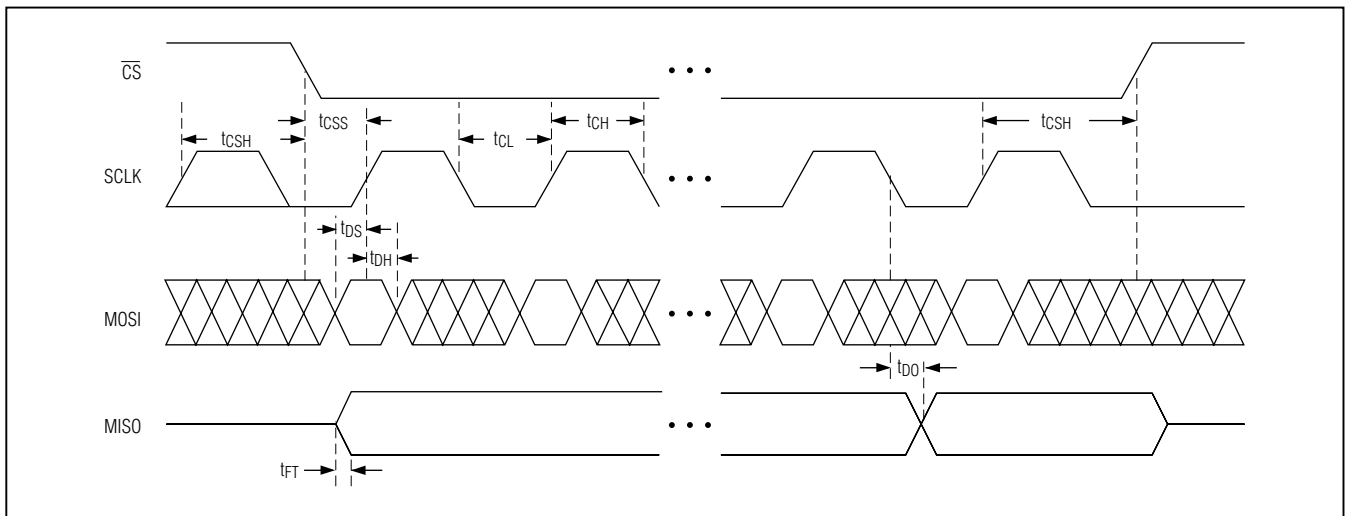 CS
tCSH
tCSS
tCL
tCH
tCSH
SCLK
tDS
tDH
MOSI
tDO
MISO
tFT